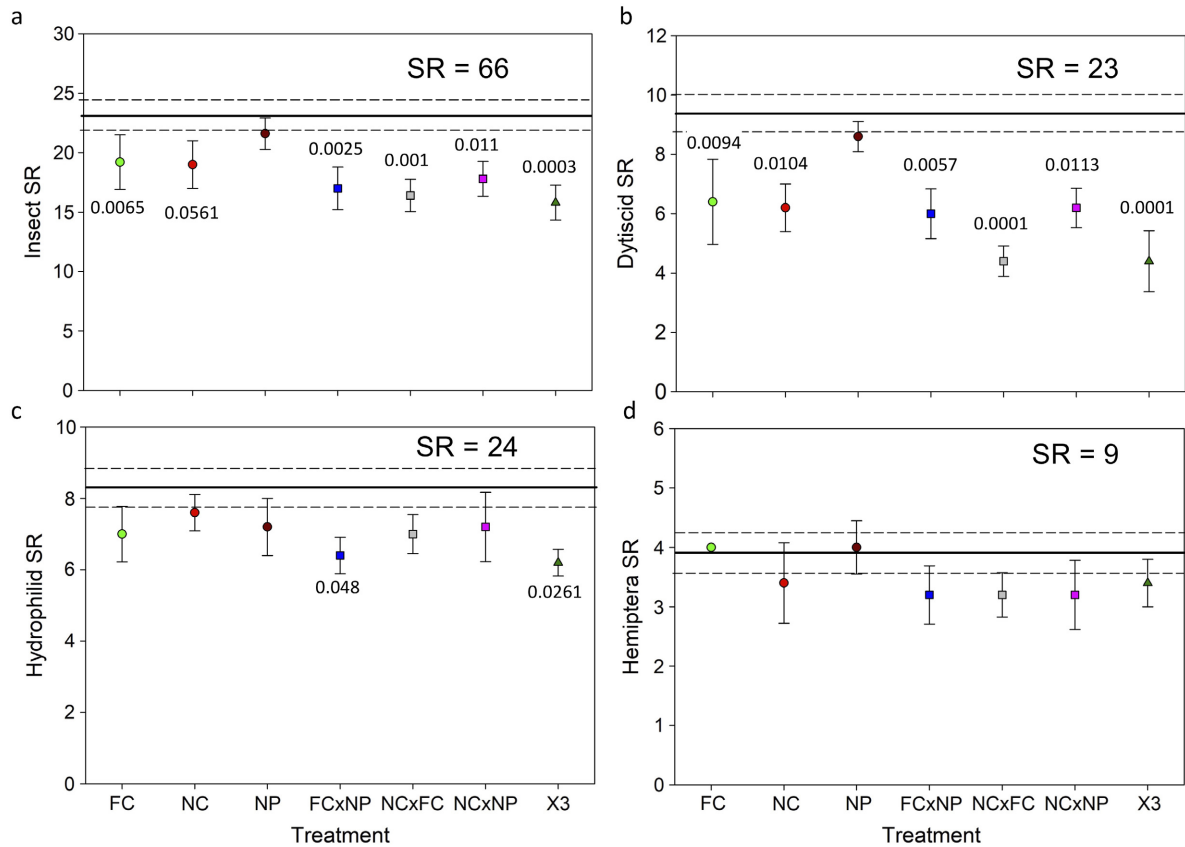 a
30
25
20
15
10
5
0
Insect SR
SR = 66
0.0065
0.0561
0.0025
0.001
0.011
0.0003
b
12
10
8
6
4
2
0
Dytiscid SR
SR = 23
0.0094
0.0104
0.0057
0.0001
0.0113
0.0001
c
10
8
6
4
2
0
Hydrophilid SR
SR = 24
0.048
0.0261
FC NC NP FCxNP NCxFC NCxNP X3
Treatment
d
6
5
4
3
2
1
0
Hemiptera SR
SR = 9
FC NC NP FCxNP NCxFC NCxNP X3
Treatment